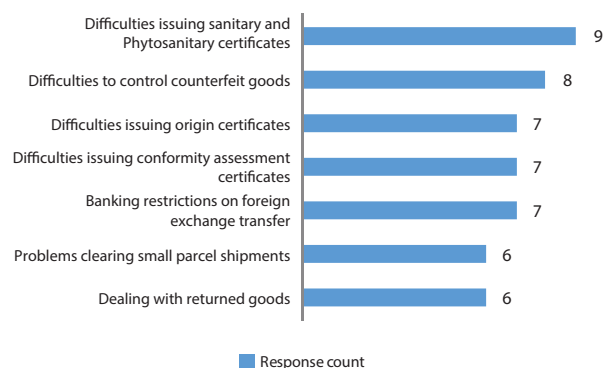 Difficulties issuing sanitary and
Phytosanitary certificates
9
Difficulties to control counterfeit goods
8
Difficulties issuing origin certificates
7
Difficulties issuing conformity assessment
certificates
7
Banking restrictions on foreign
exchange transfer
7
Problems clearing small parcel shipments
6
Dealing with returned goods
6
Response count